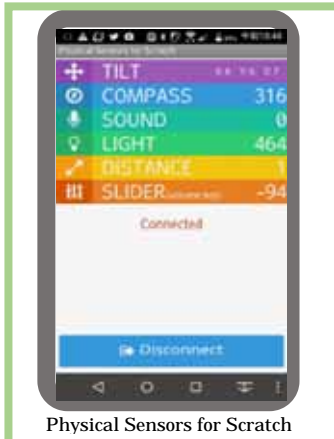 Physical Sensors for Scratch
TILT
COMPASS 316
SOUND 0
LIGHT 464
DISTANCE 1
SLIDER -94
Connected
Disconnect
Physical Sensors for Scratch